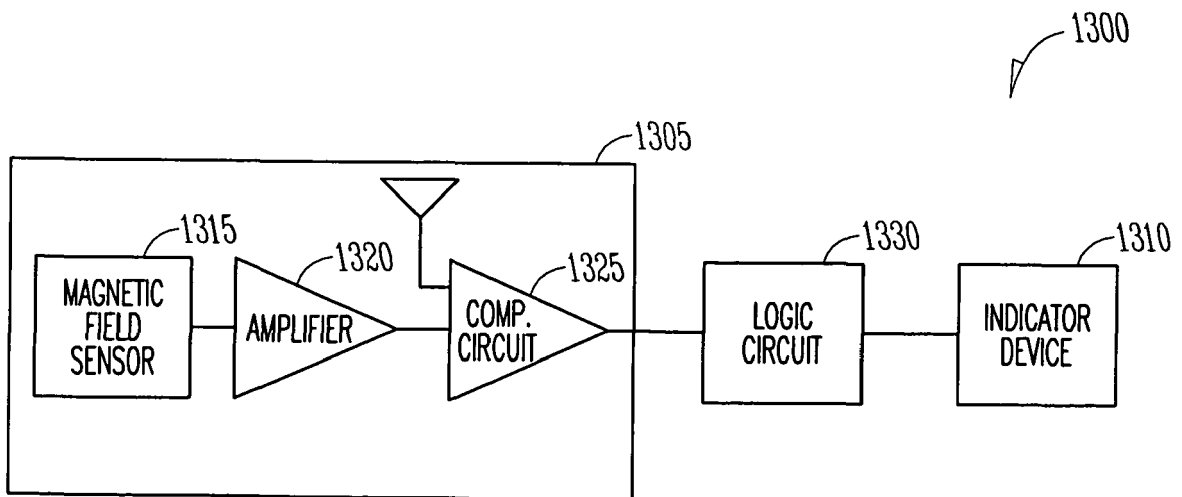 1300
1305
1315
MAGNETIC
FIELD
SENSOR
1320
AMPLIFIER
1325
COMP.
CIRCUIT
1330
LOGIC
CIRCUIT
1310
INDICATOR
DEVICE